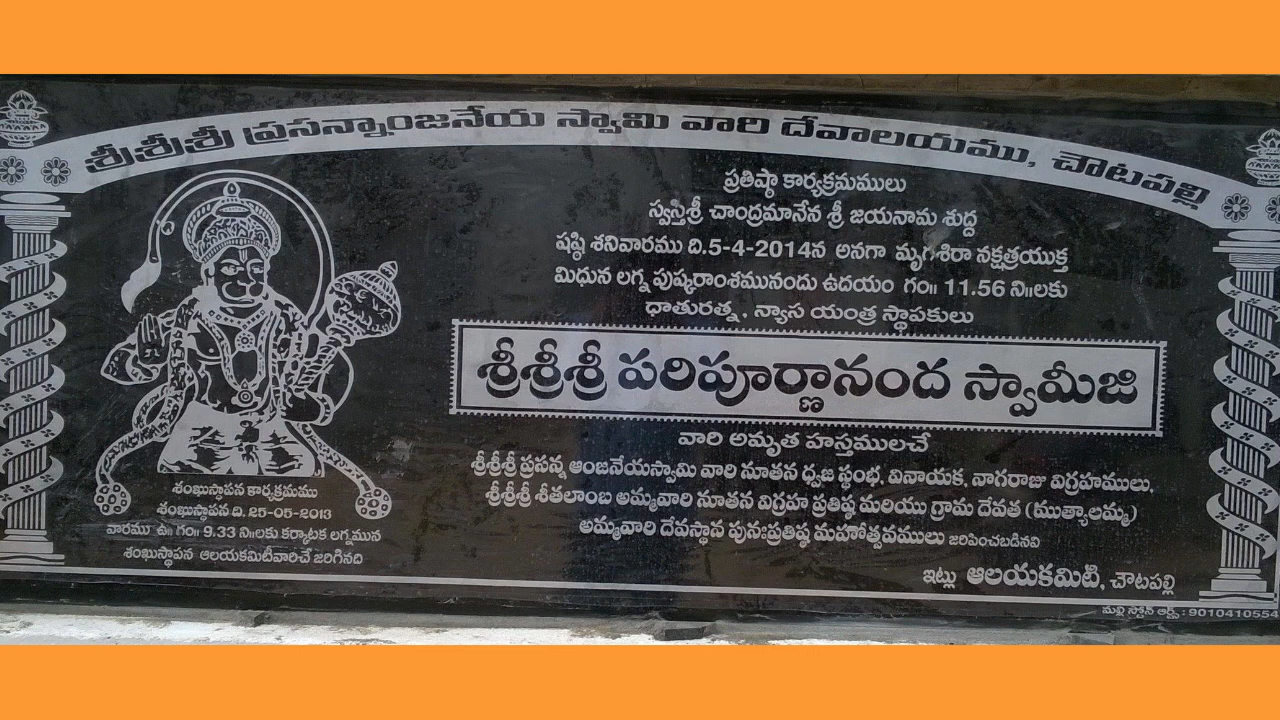 శ్రీశ్రీశ్రీ ప్రసన్నాంజనేయ స్వామి వారి దేవాలయము, చౌటపల్లి
ప్రతిష్ఠా కార్యక్రమములు
స్వస్తిశ్రీ చాంద్రమానేన శ్రీ జయనామ శుద్ధ
షష్ఠి శనివారము ది.5-4-2014న అనగా మృగశిరా నక్షత్రయుక్త
మిధున లగ్న పుష్కరాంశమునందు ఉదయం గం॥ 11.56 ని॥లకు
ధాతురత్న, న్యాస యంత్ర స్థాపకులు
శ్రీశ్రీశ్రీ పరిపూర్ణానంద స్వామీజి
వారి అమృత హస్తములచే
శ్రీశ్రీశ్రీ ప్రసన్న ఆంజనేయస్వామి వారి నూతన ధ్వజ స్థంభ, వినాయక, నాగరాజు విగ్రహములు,
శ్రీశ్రీశ్రీ శీతలాంబ అమ్మవారి నూతన విగ్రహ ప్రతిష్ఠ మరియు గ్రామ దేవత (ముత్యాలమ్మ)
అమ్మవారి దేవస్థాన పునఃప్రతిష్ఠ మహోత్సవములు జరిపించబడినవి
ఇట్లు ఆలయకమిటి, చౌటపల్లి
శంఖుస్థాపన కార్యక్రమము
శంఖుస్థాపన ది. 25-05-2013
వారము ఉ॥ గం॥ 9.33 ని॥లకు కర్కాటక లగ్నమున
శంఖుస్థాపన ఆలయకమిటీవారిచే జరిగినది
మల్లి స్టోన్ ఆర్ట్స్ : 9010410554